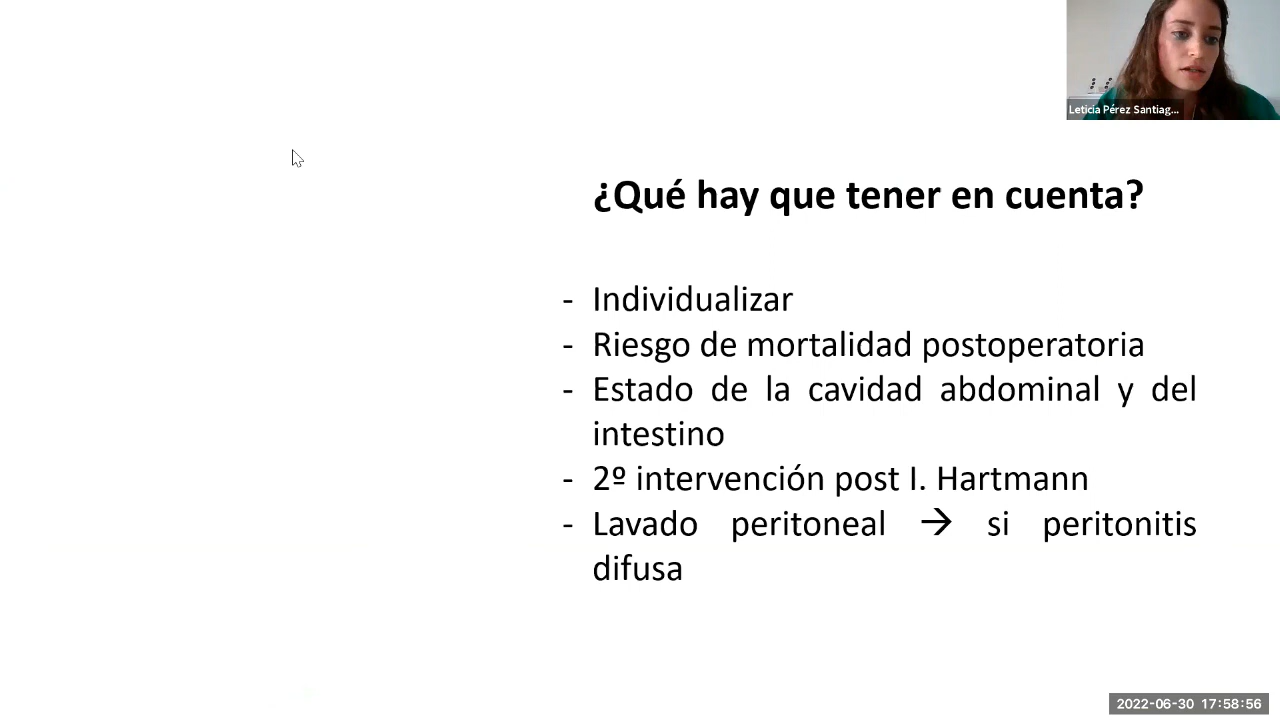 Leticia Pérez Santiag...
¿Qué hay que tener en cuenta?
- Individualizar
- Riesgo de mortalidad postoperatoria
- Estado de la cavidad abdominal y del
intestino
- 2º intervención post I. Hartmann
- Lavado peritoneal → si peritonitis
difusa
2022-06-30 17:58:56